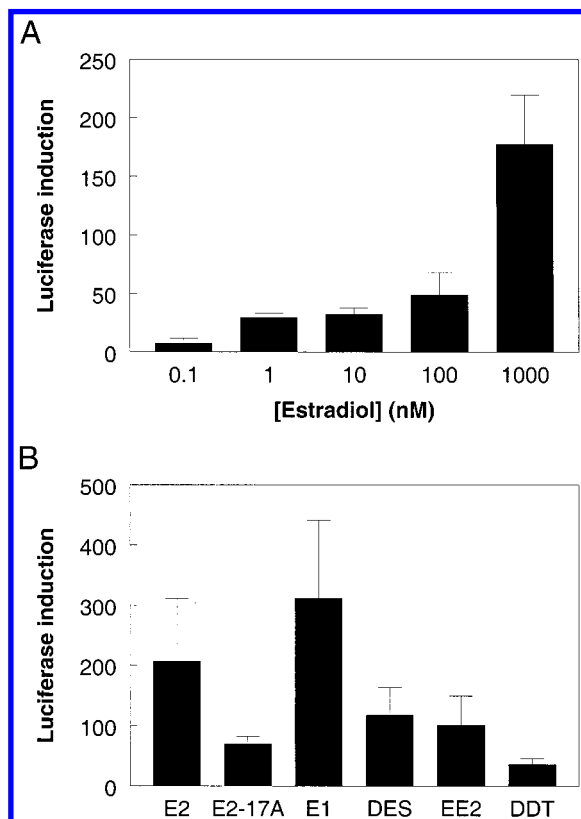 A
Luciferase induction
250
200
150
100
50
0
0.1 1 10 100 1000
[Estradiol] (nM)
B
Luciferase induction
500
400
300
200
100
0
E2 E2-17A E1 DES EE2 DDT